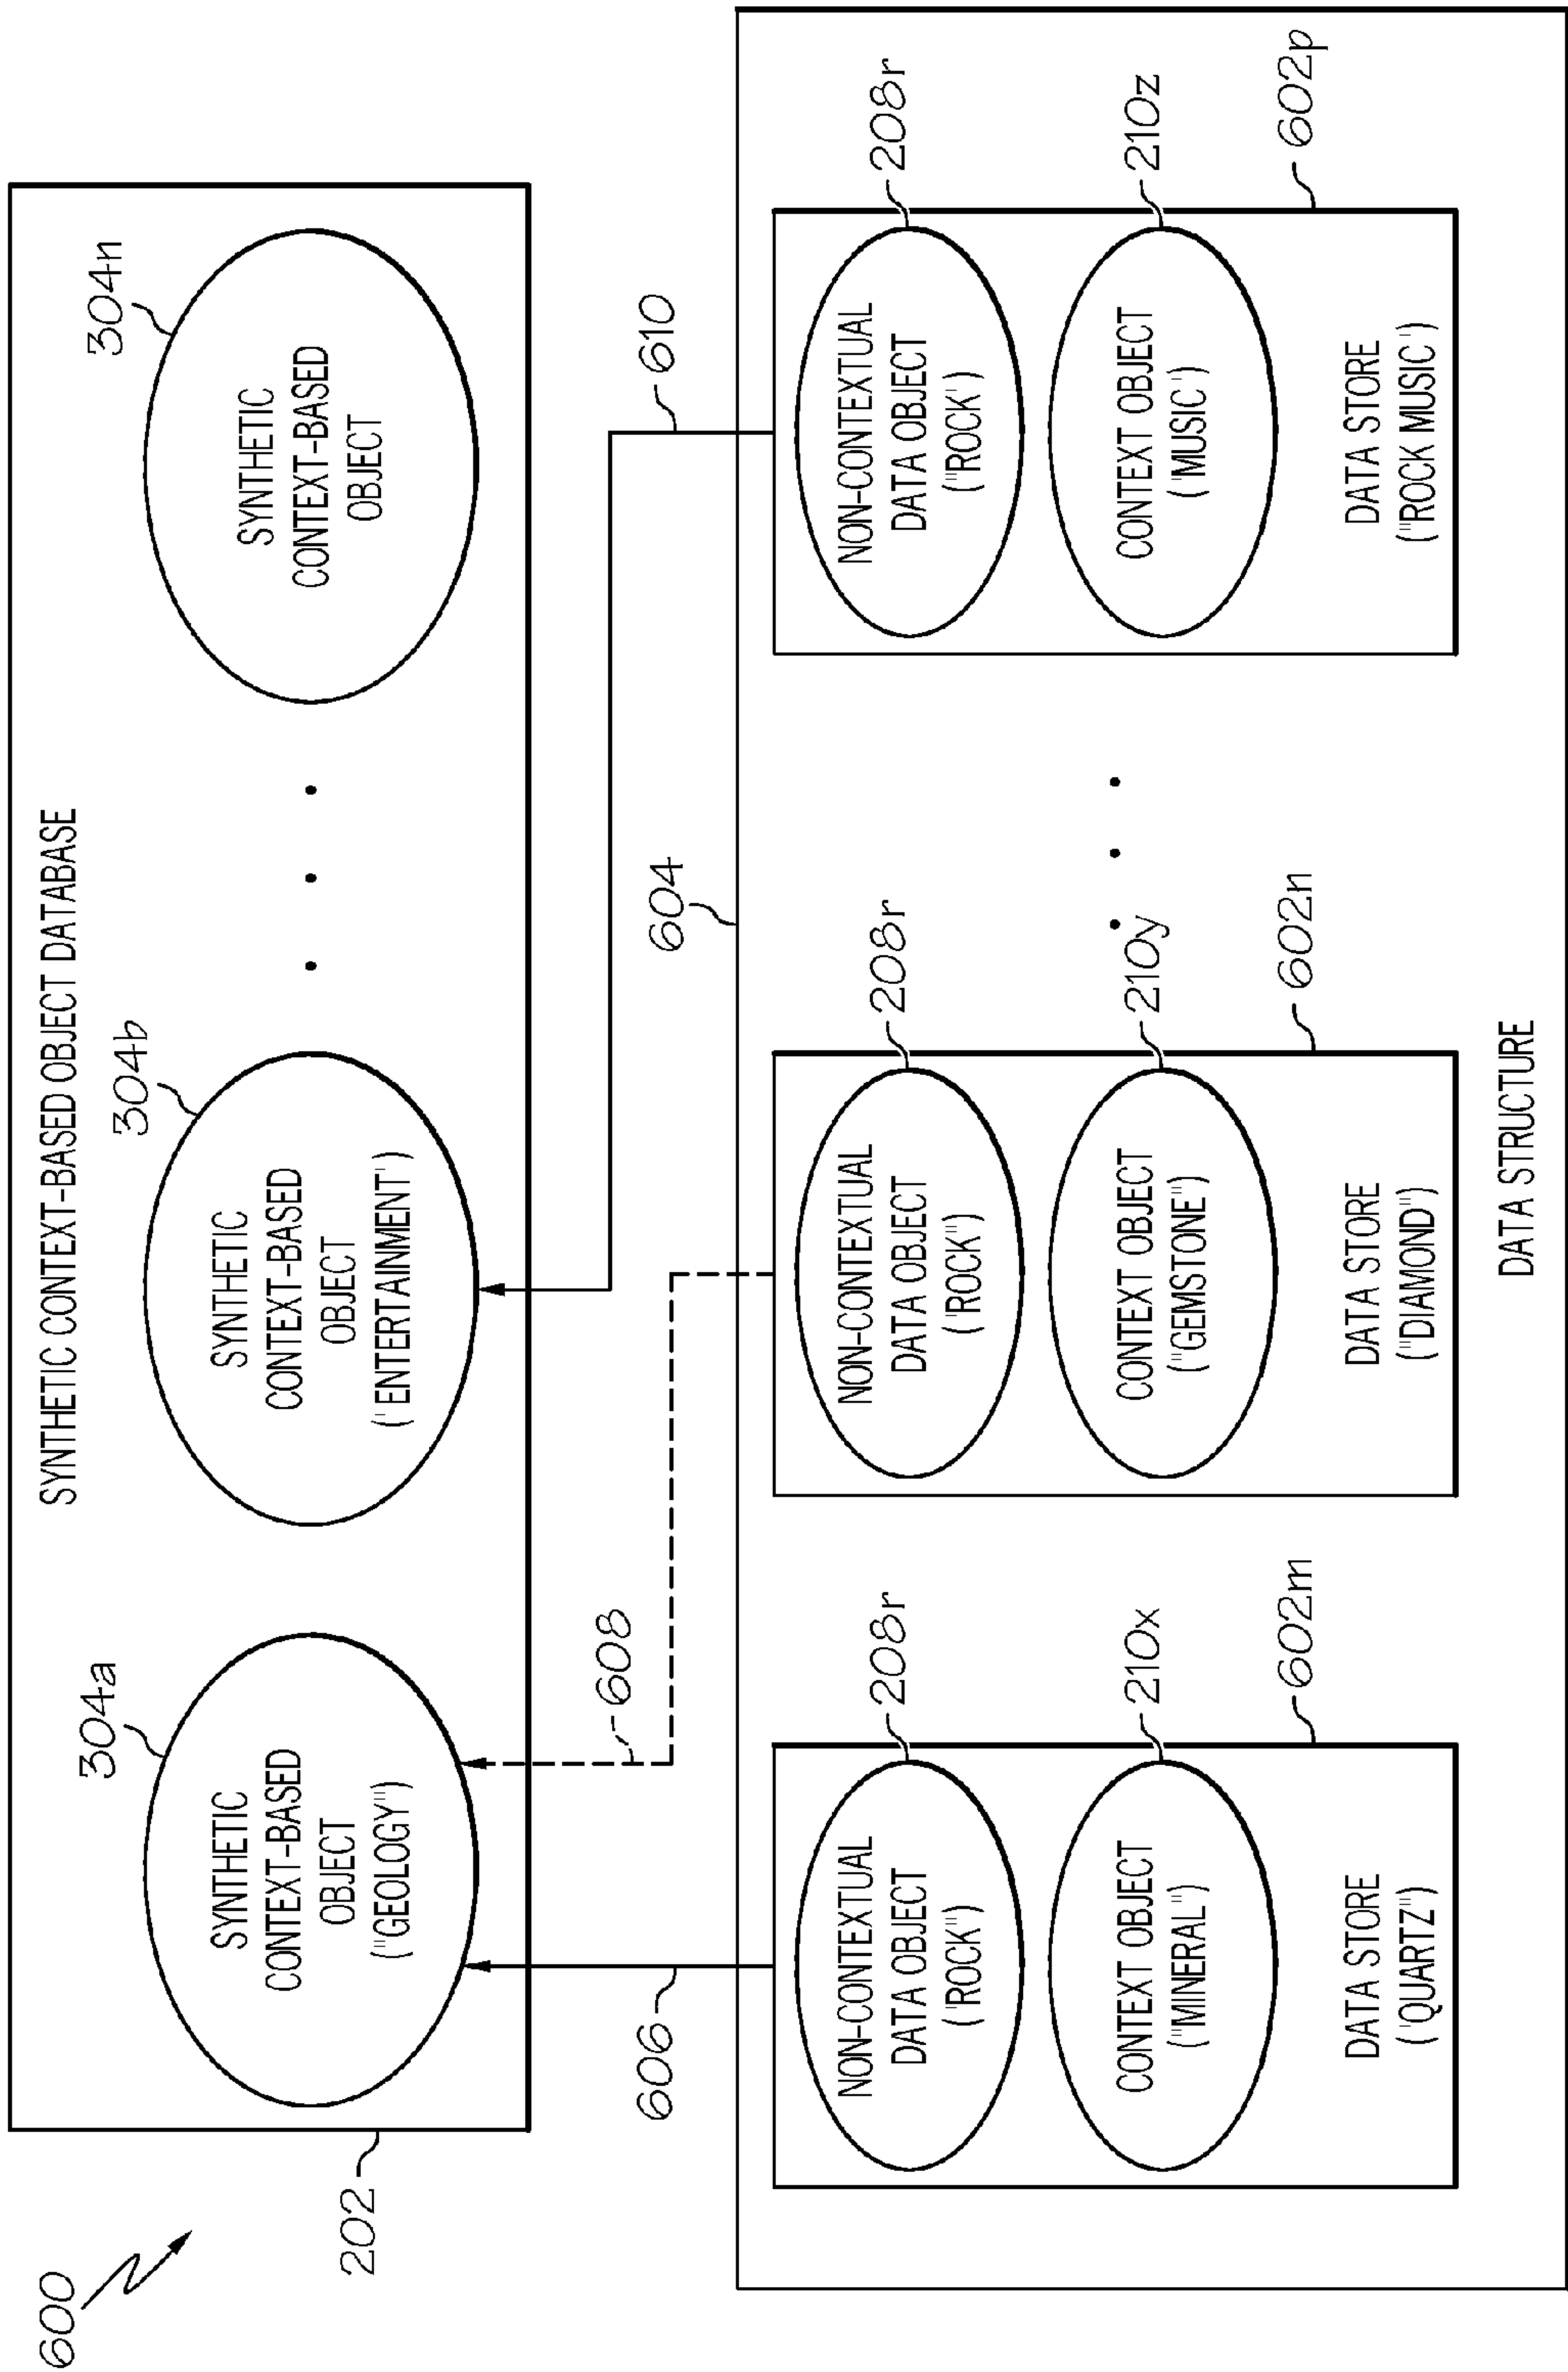 600
202
SYNTHETIC CONTEXT-BASED OBJECT DATABASE
304a
SYNTHETIC
CONTEXT-BASED
OBJECT
("GEOLOGY")
304b
SYNTHETIC
CONTEXT-BASED
OBJECT
("ENTERTAINMENT")
304n
SYNTHETIC
CONTEXT-BASED
OBJECT
606
608
610
604
NON-CONTEXTUAL
DATA OBJECT
("ROCK")
208r
CONTEXT OBJECT
("MINERAL")
210x
DATA STORE
("QUARTZ")
602m
NON-CONTEXTUAL
DATA OBJECT
("ROCK")
208r
CONTEXT OBJECT
("GEMSTONE")
210y
DATA STORE
("DIAMOND")
602n
NON-CONTEXTUAL
DATA OBJECT
("ROCK")
208r
CONTEXT OBJECT
("MUSIC")
210z
DATA STORE
("ROCK MUSIC")
602p
DATA STRUCTURE